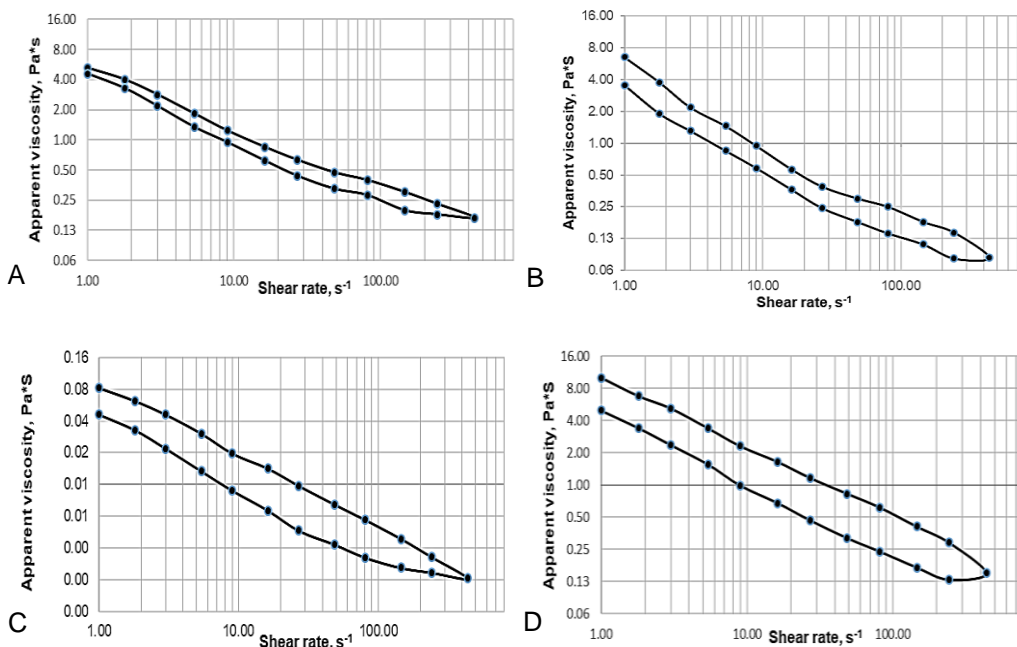 Apparent viscosity, Pa*s
16.00
8.00
4.00
2.00
1.00
0.50
0.25
0.13
0.06
1.00 10.00 100.00
Shear rate, s-1
A
Apparent viscosity, Pa*S
16.00
8.00
4.00
2.00
1.00
0.50
0.25
0.13
0.06
1.00 10.00 100.00
Shear rate, s-1
B
Apparent viscosity, Pa*S
0.16
0.08
0.04
0.02
0.01
0.01
0.00
0.00
0.00
1.00 10.00 100.00
Shear rate, s-1
C
Apparent viscosity, Pa*S
16.00
8.00
4.00
2.00
1.00
0.50
0.25
0.13
0.06
1.00 10.00 100.00
Shear rate, s-1
D